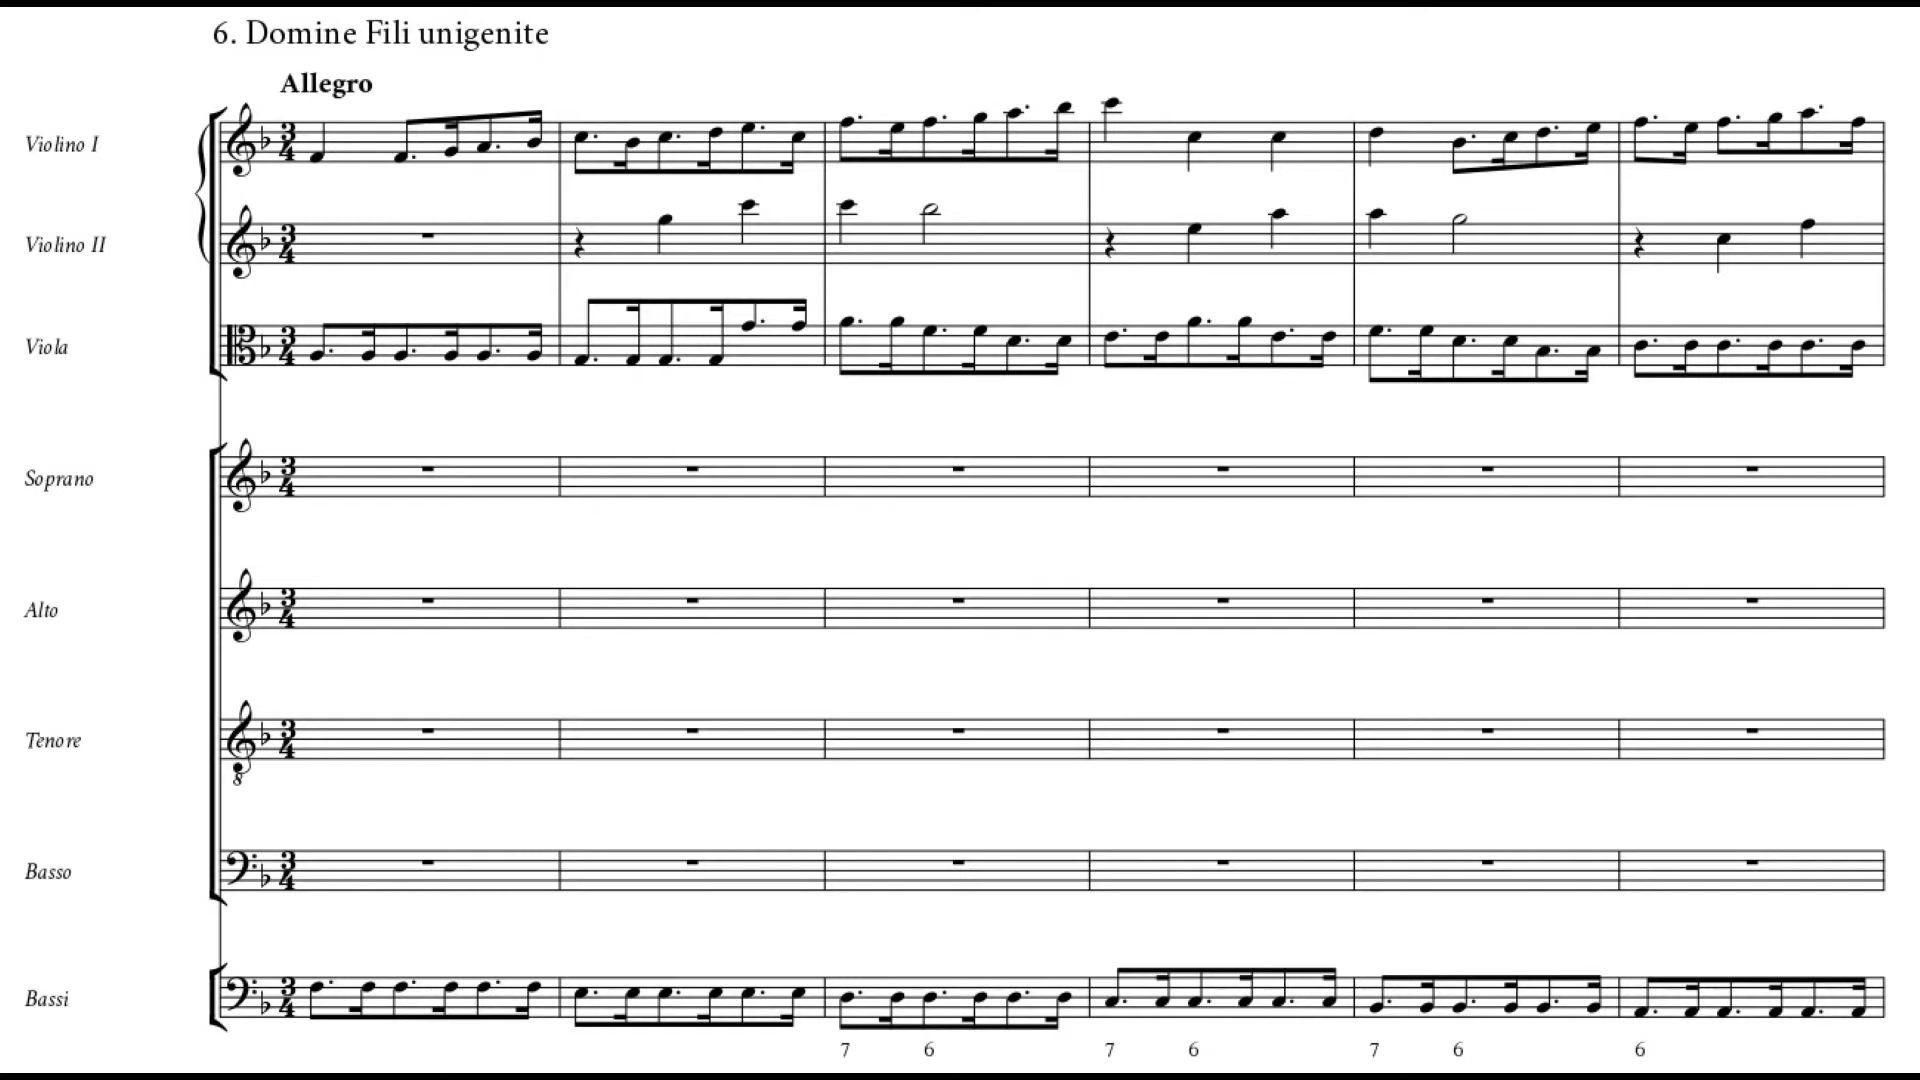 6. Domine Fili unigenite
Allegro
Violino I
Violino II
Viola
Soprano
Alto
Tenore
8
Basso
Bassi
7 6 7 6 7 6 6